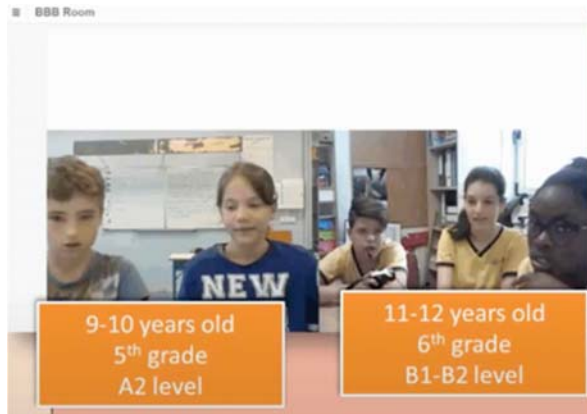 BBB Room
NEW
9-10 years old
5th grade
A2 level
11-12 years old
6th grade
B1-B2 level